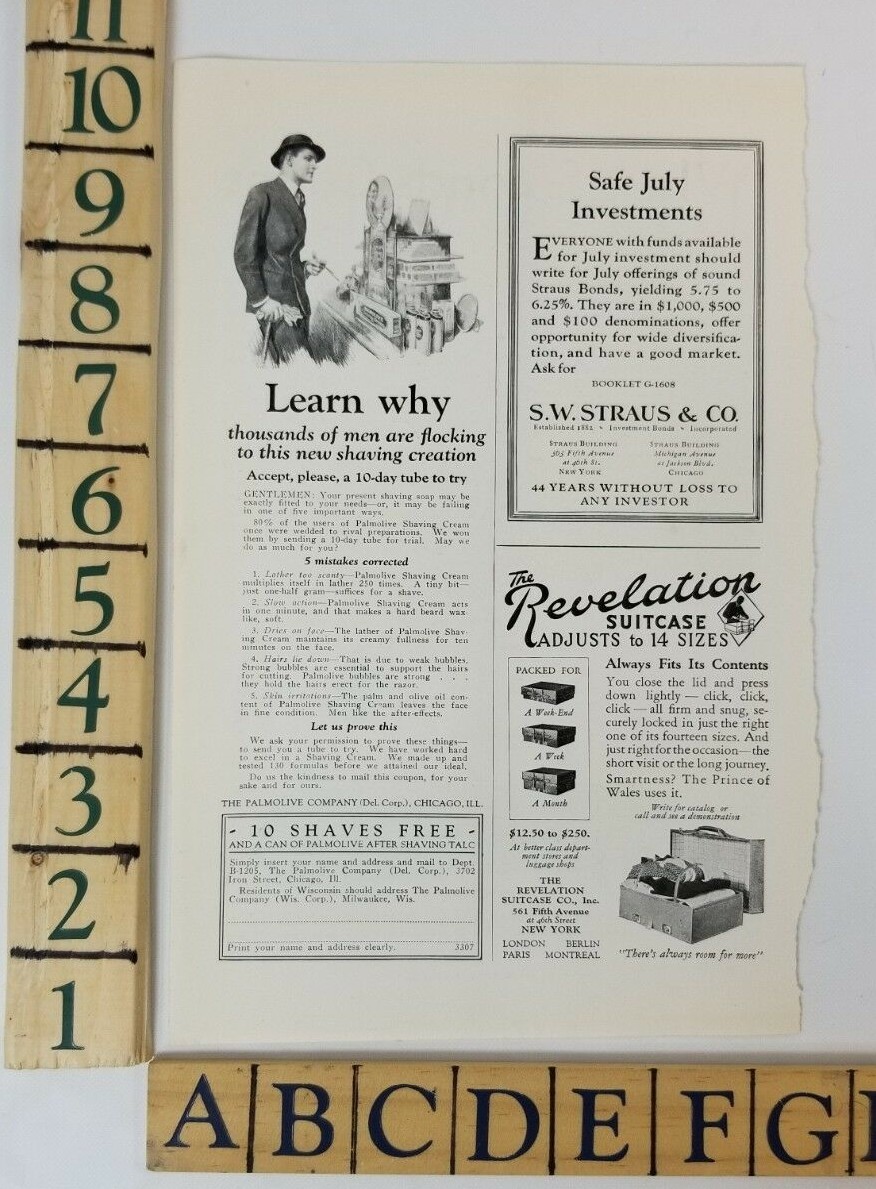 11
10
9
8
7
6
5
4
3
2
1
A B C D E F G
Learn why
thousands of men are flocking
to this new shaving creation
Accept, please, a 10-day tube to try
GENTLEMEN: Your present shaving soap may be
exactly fitted to your needs—or, it may be failing
in one of five important ways.
80% of the users of Palmolive Shaving Cream
once were wedded to rival preparations. We won
them by sending a 10-day tube for trial. May we
do as much for you?
5 mistakes corrected
1. Lather too scanty—Palmolive Shaving Cream
multiplies itself in lather 250 times. A tiny bit—
just one-half gram—suffices for a shave.
2. Slow action—Palmolive Shaving Cream acts
in one minute, and that makes a hard beard wax-
like, soft.
3. Dries on face—The lather of Palmolive Shav-
ing Cream maintains its creamy fullness for ten
minutes on the face.
4. Hairs lie down—That is due to weak bubbles.
Strong bubbles are essential to support the hairs
for cutting. Palmolive bubbles are strong . . .
they hold the hairs erect for the razor.
5. Skin irritations—The palm and olive oil con-
tent of Palmolive Shaving Cream leaves the face
in fine condition. Men like the after-effects.
Let us prove this
We ask your permission to prove these things—
to send you a tube to try. We have worked hard
to excel in a Shaving Cream. We made up and
tested 130 formulas before we attained our ideal.
Do us the kindness to mail this coupon, for your
sake and for ours.
THE PALMOLIVE COMPANY (Del. Corp.), CHICAGO, ILL.
- 10 SHAVES FREE -
AND A CAN OF PALMOLIVE AFTER SHAVING TALC
Simply insert your name and address and mail to Dept.
B-1205, The Palmolive Company (Del. Corp.), 3702
Iron Street, Chicago, Ill.
Residents of Wisconsin should address The Palmolive
Company (Wis. Corp.), Milwaukee, Wis.
Print your name and address clearly. 3307
Safe July
Investments
EVERYONE with funds available
for July investment should
write for July offerings of sound
Straus Bonds, yielding 5.75 to
6.25%. They are in $1,000, $500
and $100 denominations, offer
opportunity for wide diversifica-
tion, and have a good market.
Ask for
BOOKLET G-1608
S.W. STRAUS & CO.
Established 1882 • Investment Bonds • Incorporated
STRAUS BUILDING
565 Fifth Avenue
at 46th St.
NEW YORK
STRAUS BUILDING
Michigan Avenue
at Jackson Blvd.
CHICAGO
44 YEARS WITHOUT LOSS TO
ANY INVESTOR
The
Revelation
SUITCASE
ADJUSTS to 14 SIZES
PACKED FOR
A Week-End
A Week
A Month
Always Fits Its Contents
You close the lid and press
down lightly — click, click,
click — all firm and snug, se-
curely locked in just the right
one of its fourteen sizes. And
just right for the occasion—the
short visit or the long journey.
Smartness? The Prince of
Wales uses it.
Write for catalog or
call and see a demonstration
$12.50 to $250.
At better class depart-
ment stores and
luggage shops
THE
REVELATION
SUITCASE CO., Inc.
561 Fifth Avenue
at 46th Street
NEW YORK
LONDON BERLIN
PARIS MONTREAL
"There's always room for more"